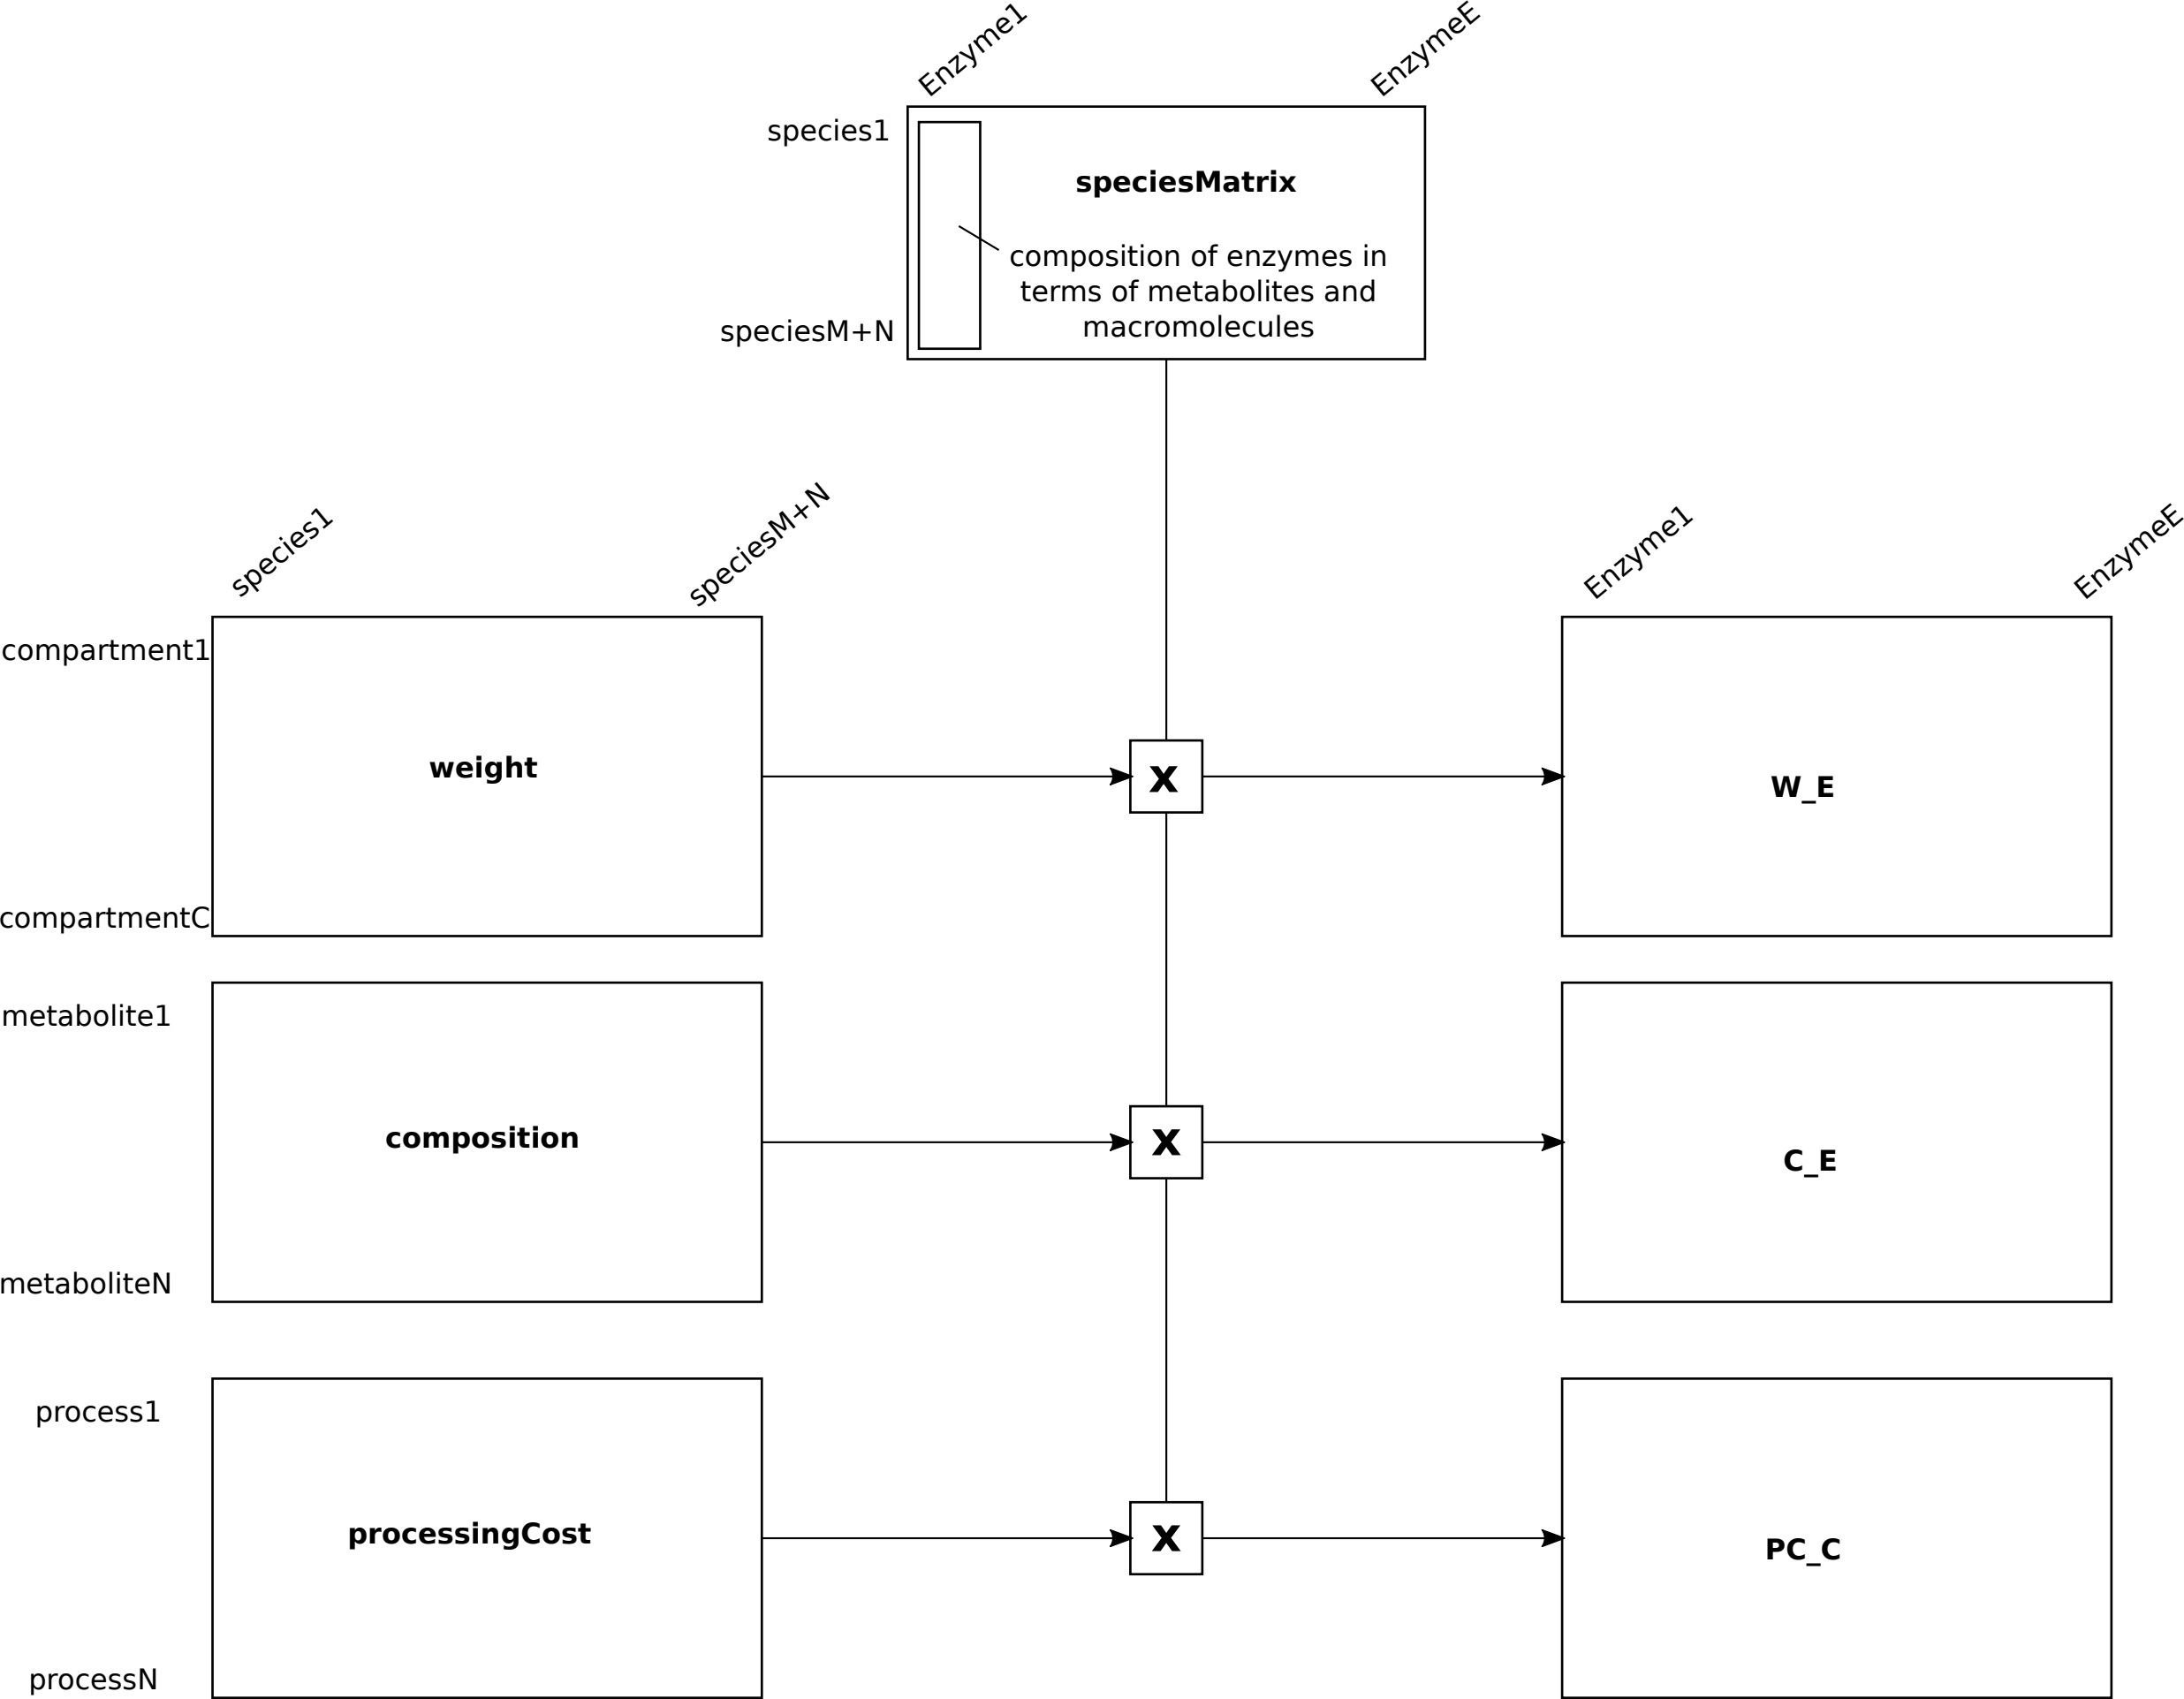 Enzyme1
EnzymeE
species1
speciesMatrix
composition of enzymes in
terms of metabolites and
macromolecules
speciesM+N
species1
speciesM+N
Enzyme1
EnzymeE
compartment1
weight
x
W_E
compartmentC
metabolite1
composition
x
C_E
metaboliteN
process1
processingCost
x
PC_C
processN